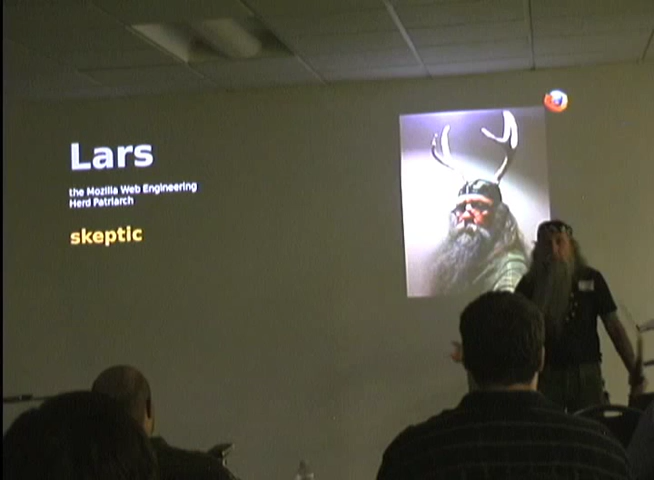 Lars
the Mozilla Web Engineering
Herd Patriarch
skeptic